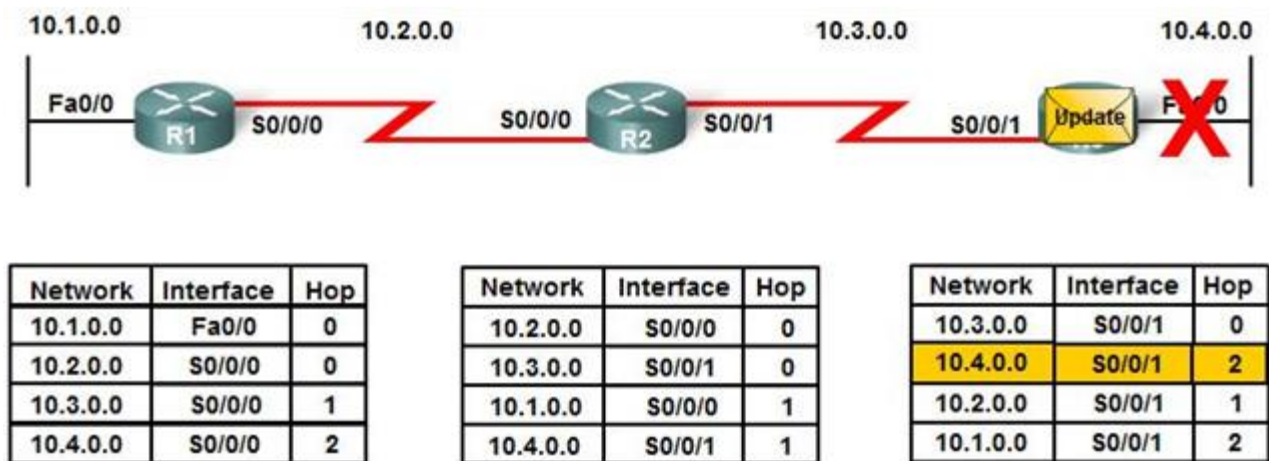 10.1.0.0 10.2.0.0 10.3.0.0 10.4.0.0
Fa0/0 R1 S0/0/0 S0/0/0 R2 S0/0/1 S0/0/1 Update
Network Interface Hop
10.1.0.0 Fa0/0 0
10.2.0.0 S0/0/0 0
10.3.0.0 S0/0/0 1
10.4.0.0 S0/0/0 2
Network Interface Hop
10.2.0.0 S0/0/0 0
10.3.0.0 S0/0/1 0
10.1.0.0 S0/0/0 1
10.4.0.0 S0/0/1 1
Network Interface Hop
10.3.0.0 S0/0/1 0
10.4.0.0 S0/0/1 2
10.2.0.0 S0/0/1 1
10.1.0.0 S0/0/1 2